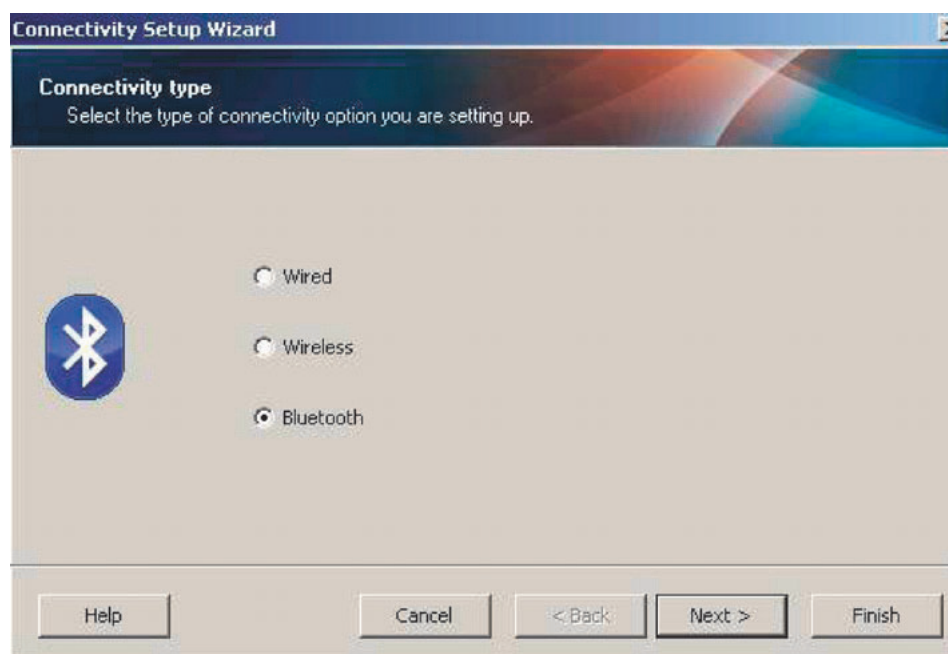 Connectivity Setup Wizard
Connectivity type
Select the type of connectivity option you are setting up.
Wired
Wireless
Bluetooth
Help Cancel < Back Next > Finish